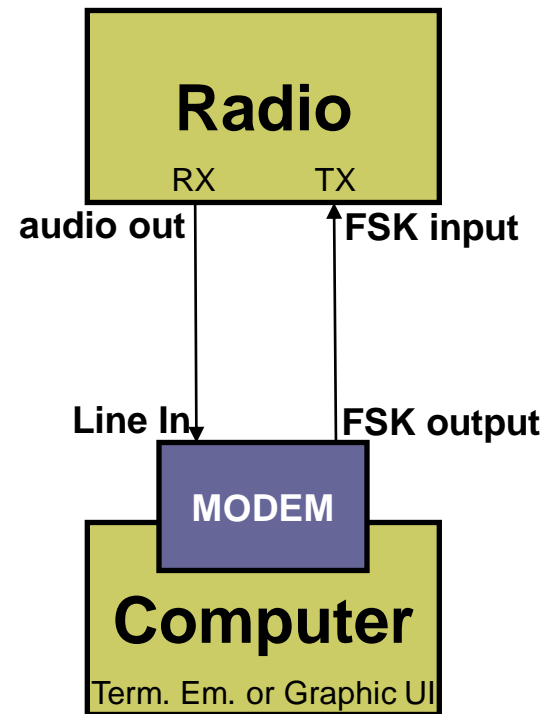 Radio
RX TX
audio out FSK input
Line In FSK output
MODEM
Computer
Term. Em. or Graphic UI